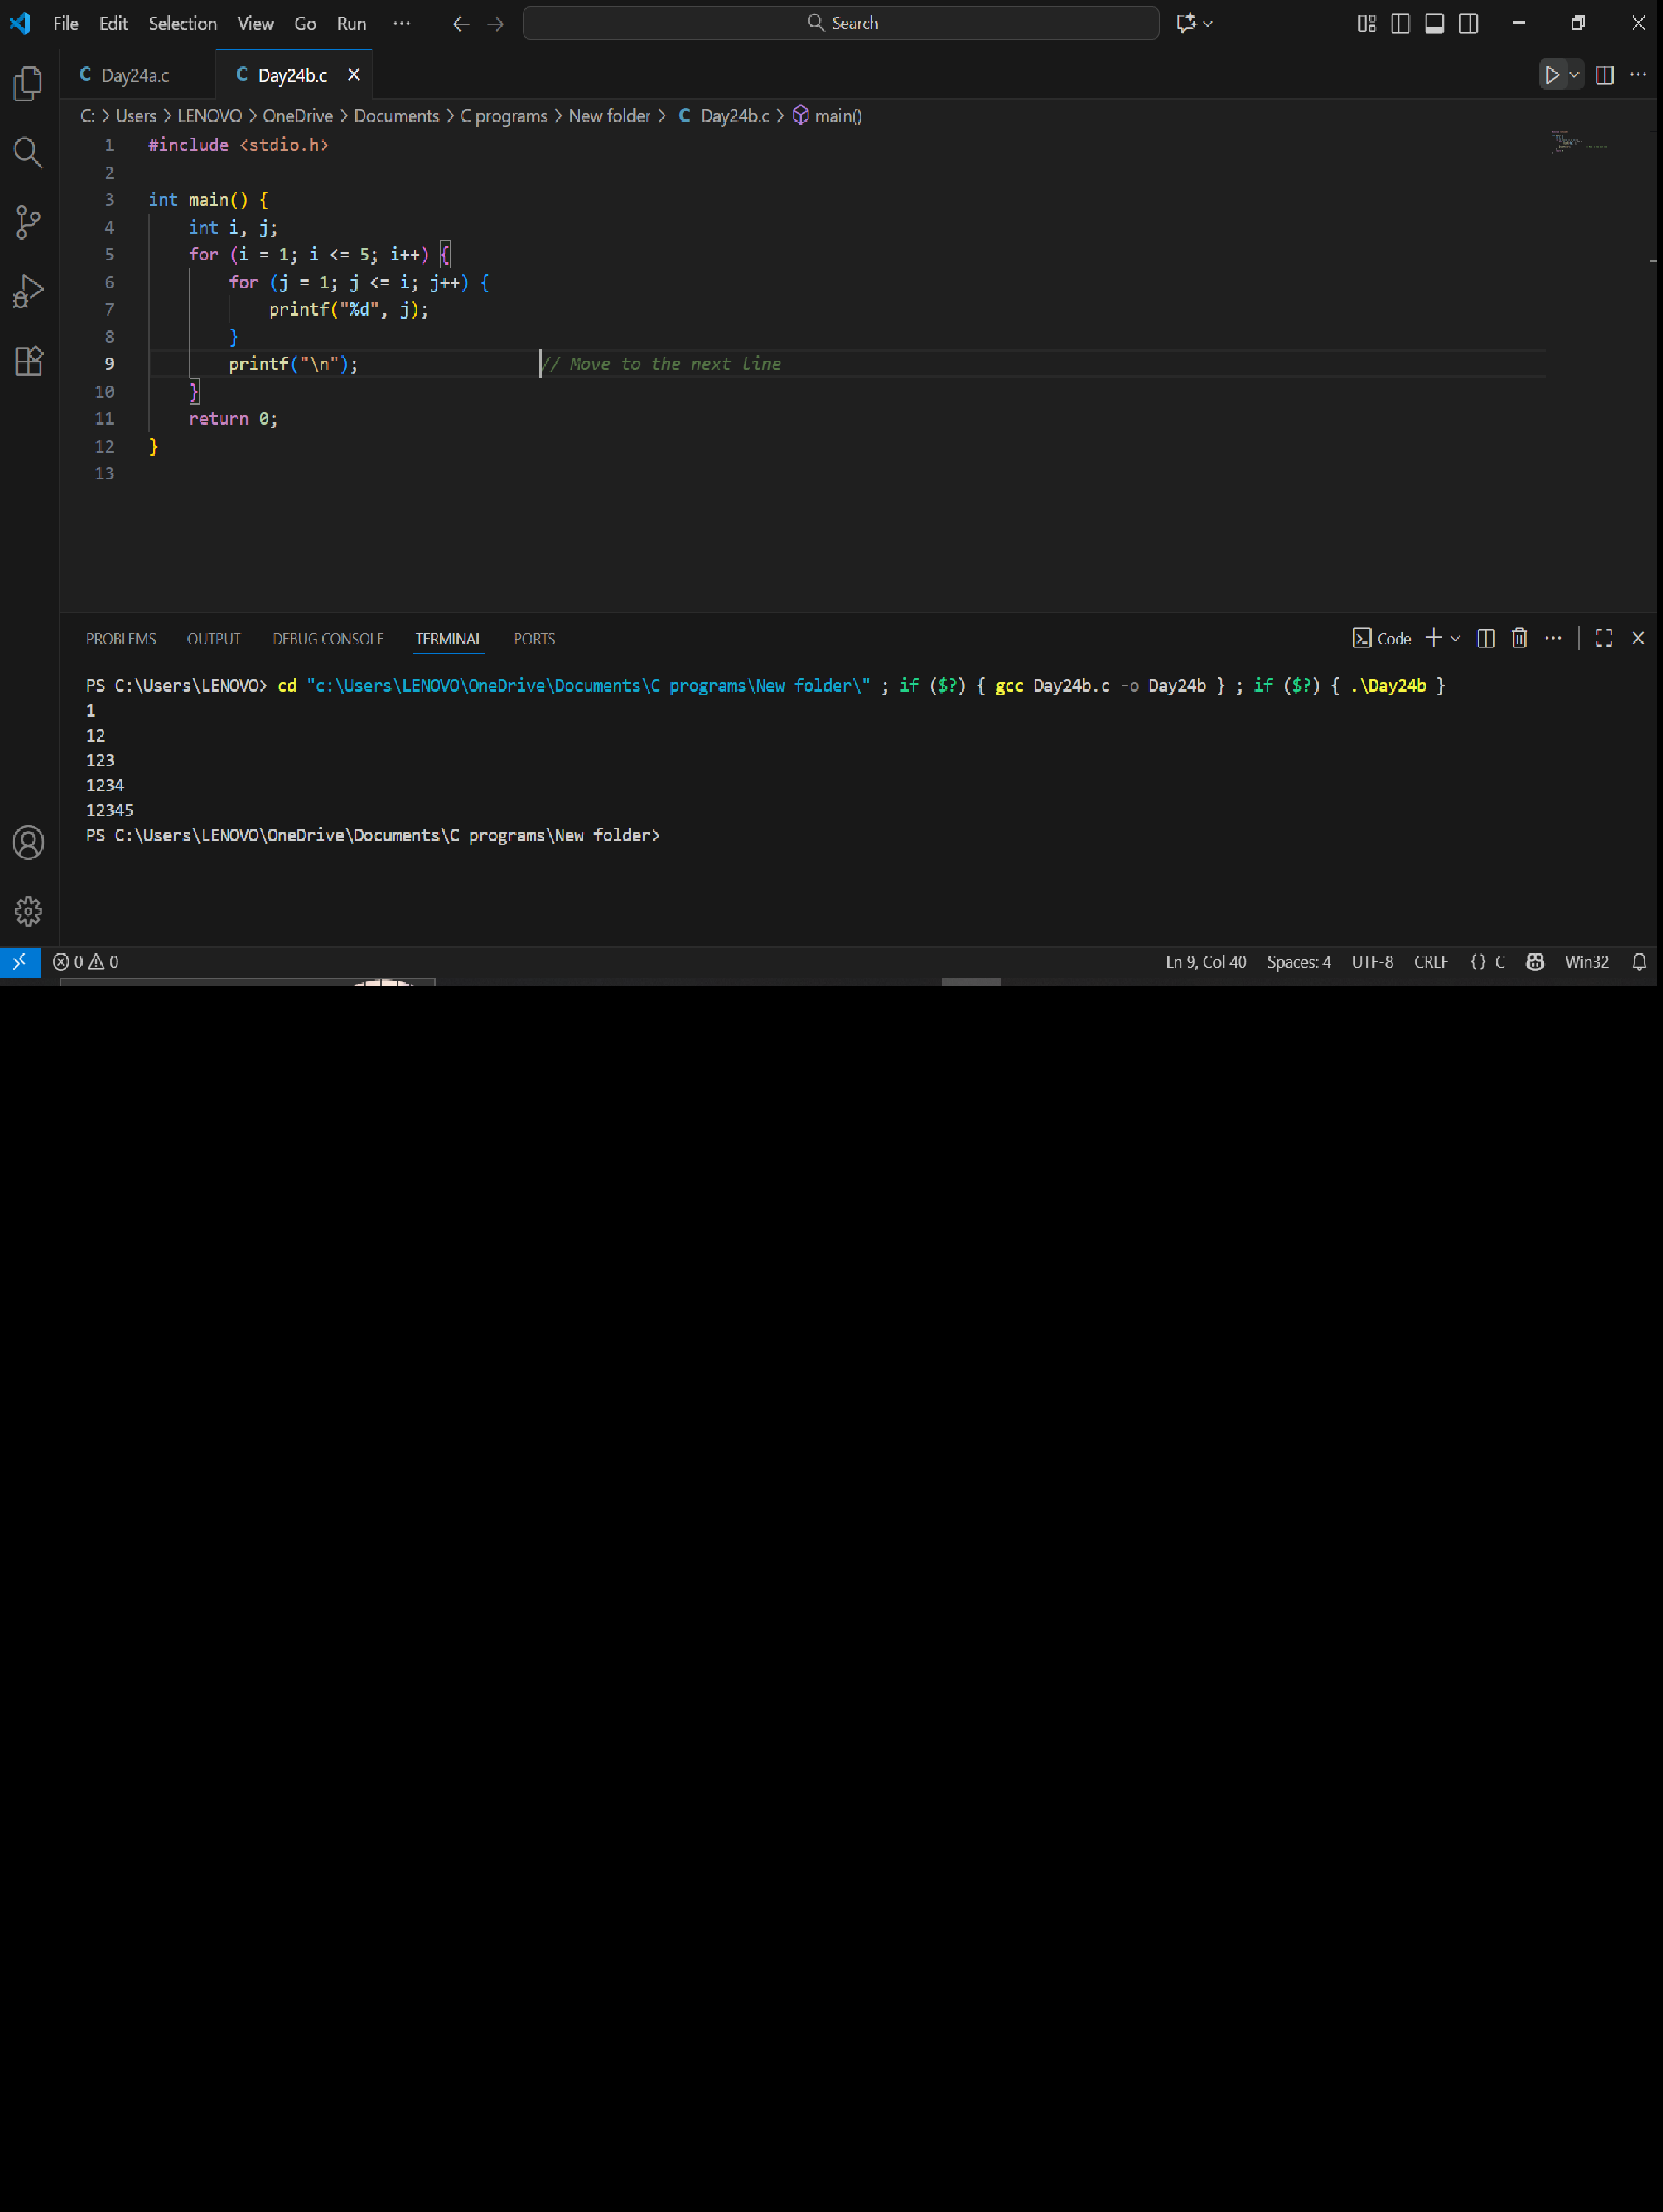 File Edit Selection View Go Run ··· Search
C Day24a.c C Day24b.c
C: > Users > LENOVO > OneDrive > Documents > C programs > New folder > C Day24b.c > main()
1 #include <stdio.h>
2
3 int main() {
4     int i, j;
5     for (i = 1; i <= 5; i++) {
6         for (j = 1; j <= i; j++) {
7             printf("%d", j);
8         }
9         printf("\n");                  // Move to the next line
10     }
11     return 0;
12 }
13
PROBLEMS OUTPUT DEBUG CONSOLE TERMINAL PORTS Code
PS C:\Users\LENOVO> cd "c:\Users\LENOVO\OneDrive\Documents\C programs\New folder\" ; if ($?) { gcc Day24b.c -o Day24b } ; if ($?) { .\Day24b }
1
12
123
1234
12345
PS C:\Users\LENOVO\OneDrive\Documents\C programs\New folder>
0 0 Ln 9, Col 40 Spaces: 4 UTF-8 CRLF {} C Win32